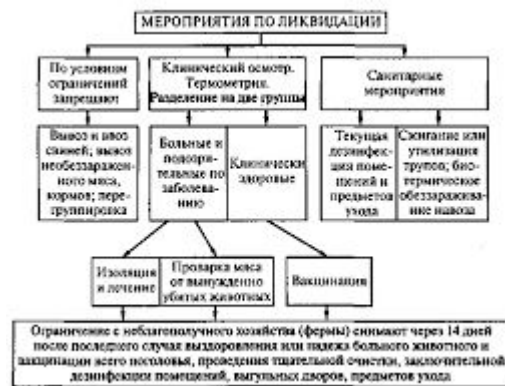 МЕРОПРИЯТИЯ ПО ЛИКВИДАЦИИ
По условиям
ограничений
запрещают
Клинический осмотр.
Термометрия.
Разделение на две группы
Санитарные
мероприятия
Вывоз и ввоз
свиней; вывоз
необеззаражен-
ного мяса,
кормов; пере-
группировка
Больные и
подозри-
тельные по
заболева-
нию
Клинически
здоровые
Текущая
дезинфек-
ция поме-
щений и
предметов
ухода
Сжигание или
утилизация
трупов; био-
термическое
обеззаражива-
ние навоза
Изоляция
и лечение
Проварка мяса
от вынужденно
убитых животных
Вакцинация
Ограничение с неблагополучного хозяйства (фермы) снимают через 14 дней
после последнего случая выздоровления или падежа больного животного и
вакцинации всего поголовья, проведения тщательной очистки, заключительной
дезинфекции помещений, выгульных дворов, предметов ухода